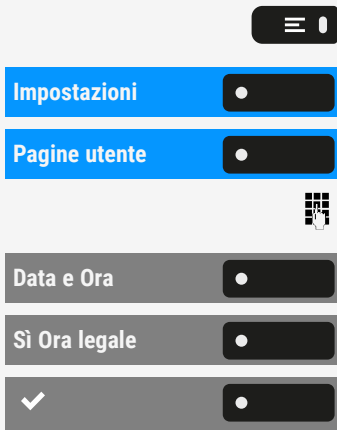 Impostazioni
Pagine utente
Data e Ora
Sì Ora legale